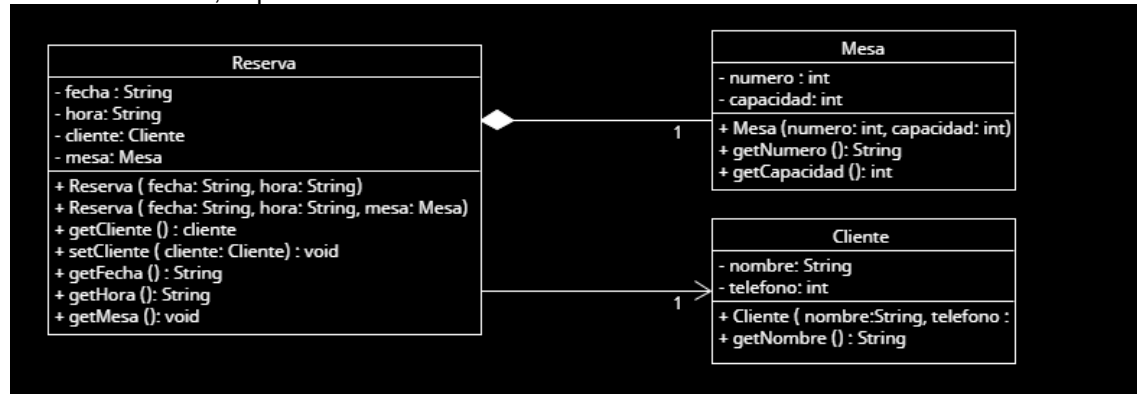 Reserva
- fecha : String
- hora: String
- cliente: Cliente
- mesa: Mesa
+ Reserva ( fecha: String, hora: String)
+ Reserva ( fecha: String, hora: String, mesa: Mesa)
+ getCliente () : cliente
+ setCliente ( cliente: Cliente) : void
+ getFecha () : String
+ getHora (): String
+ getMesa (): void
1
Mesa
- numero : int
- capacidad: int
+ Mesa (numero: int, capacidad: int)
+ getNumero (): String
+ getCapacidad (): int
1
Cliente
- nombre: String
- telefono: int
+ Cliente ( nombre:String, telefono :
+ getNombre () : String